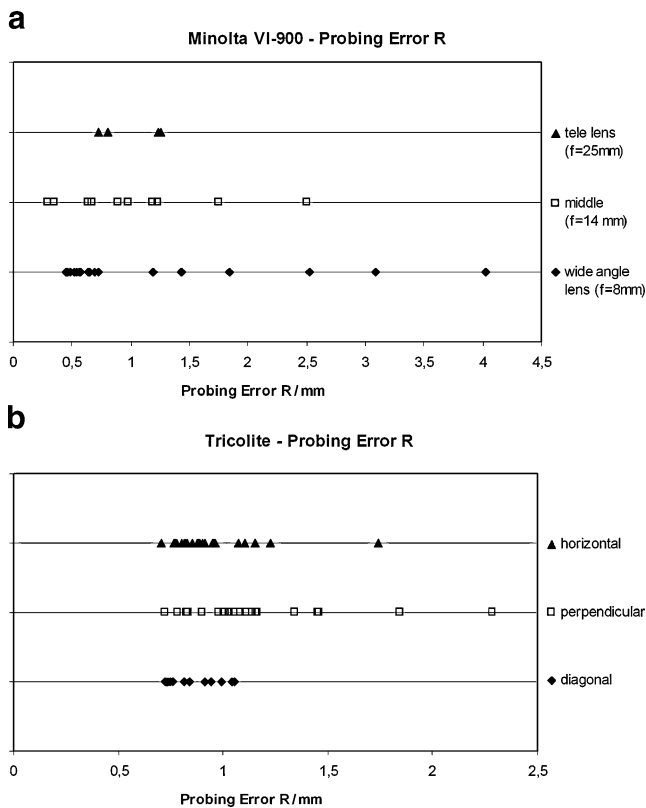 a
Minolta VI-900 - Probing Error R
tele lens
(f=25mm)
middle
(f=14 mm)
wide angle
lens (f=8mm)
0 0,5 1 1,5 2 2,5 3 3,5 4 4,5
Probing Error R/mm
b
Tricolite - Probing Error R
horizontal
perpendicular
diagonal
0 0,5 1 1,5 2 2,5
Probing Error R/mm